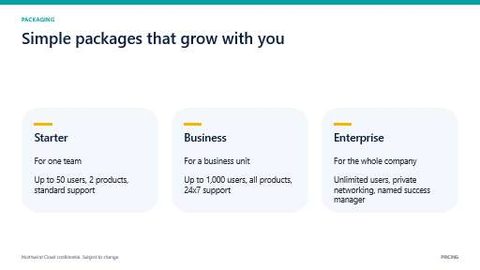 PACKAGING
Simple packages that grow with you
Starter
For one team
Up to 50 users, 2 products,
standard support
Business
For a business unit
Up to 1,000 users, all products,
24x7 support
Enterprise
For the whole company
Unlimited users, private
networking, named success
manager
Northwind Cloud confidential. Subject to change.
PRICING